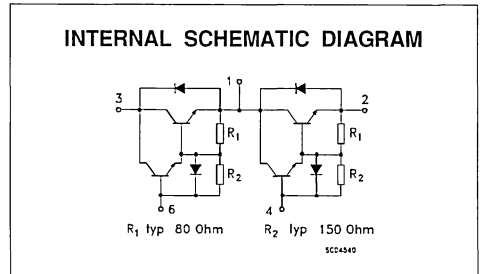 INTERNAL SCHEMATIC DIAGRAM
1
3
2
R1
R1
R2
R2
6
4
R1 typ 80 Ohm
R2 typ 150 Ohm
SCD4540